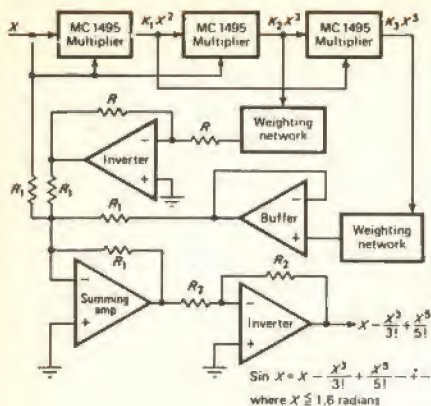 X
MC 1495
Multiplier
K₁X²
MC 1495
Multiplier
K₂X³
MC 1495
Multiplier
K₃X⁵
R
R
Inverter
Weighting
network
R₁
R₁
R₁
Buffer
Weighting
network
R₁
Summing
amp
R₂
R₂
Inverter
X - X³/3! + X⁵/5!
Sin X = X - X³/3! + X⁵/5! - + -
where X ≦ 1,6 radians